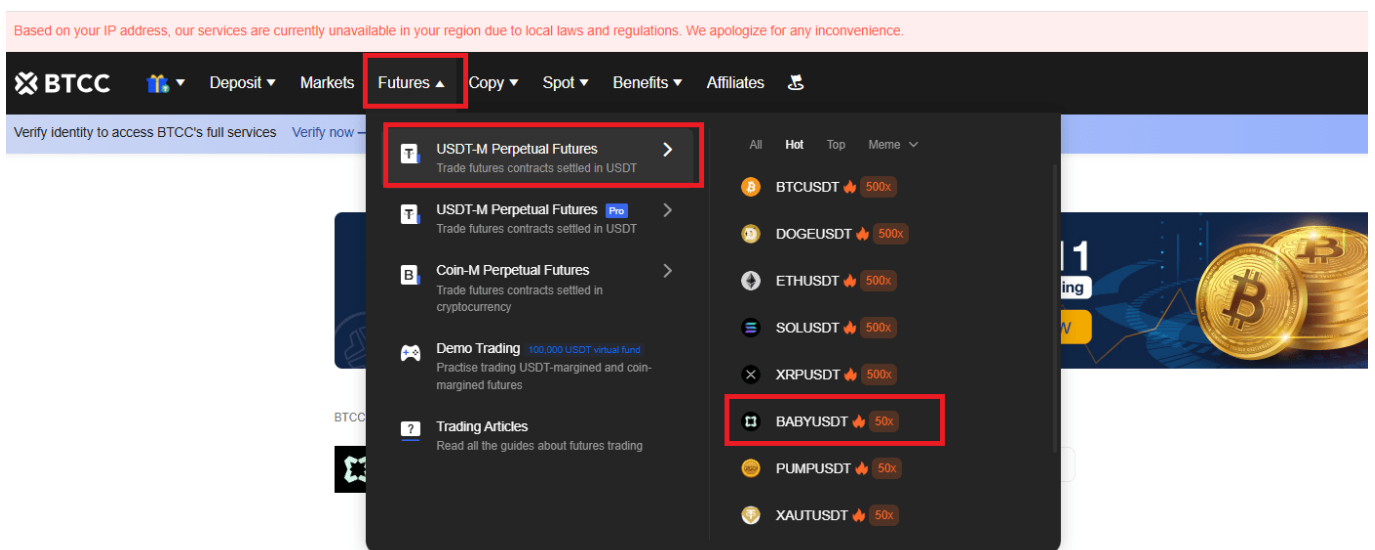 Based on your IP address, our services are currently unavailable in your region due to local laws and regulations. We apologize for any inconvenience.
BTCC Deposit Markets Futures Copy Spot Benefits Affiliates
Verify identity to access BTCC's full services Verify now
USDT-M Perpetual Futures
Trade futures contracts settled in USDT
USDT-M Perpetual Futures Pro
Trade futures contracts settled in USDT
Coin-M Perpetual Futures
Trade futures contracts settled in
cryptocurrency
Demo Trading 100,000 USDT virtual fund
Practise trading USDT-margined and coin-
margined futures
Trading Articles
Read all the guides about futures trading
All Hot Top Meme
BTCUSDT 500x
DOGEUSDT 500x
ETHUSDT 500x
SOLUSDT 500x
XRPUSDT 500x
BABYUSDT 50x
PUMPUSDT 50x
XAUTUSDT 50x
BTCC